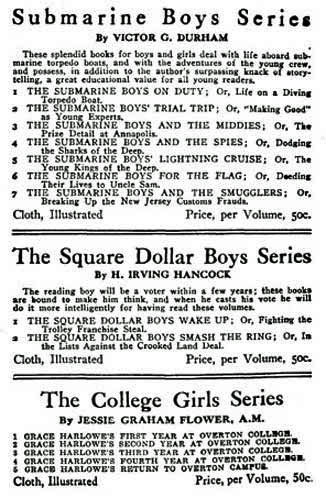 Submarine Boys Series
By VICTOR G. DURHAM
These splendid books for boys and girls deal with life aboard sub-
marine torpedo boats, and with the adventures of the young crew,
and possess, in addition to the author's surpassing knack of story-
telling, a great educational value for all young readers.
1 THE SUBMARINE BOYS ON DUTY; Or, Life on a Diving
Torpedo Boat.
2 THE SUBMARINE BOYS' TRIAL TRIP; Or, "Making Good"
as Young Experts.
3 THE SUBMARINE BOYS AND THE MIDDIES; Or, The
Prize Detail at Annapolis.
4 THE SUBMARINE BOYS AND THE SPIES; Or, Dodging
the Sharks of the Deep.
5 THE SUBMARINE BOYS' LIGHTNING CRUISE; Or, The
Young Kings of the Deep.
6 THE SUBMARINE BOYS FOR THE FLAG; Or, Deeding
Their Lives to Uncle Sam.
7 THE SUBMARINE BOYS AND THE SMUGGLERS; Or,
Breaking Up the New Jersey Customs Frauds.
Cloth, Illustrated Price, per Volume, 50c.
The Square Dollar Boys Series
By H. IRVING HANCOCK
The reading boy will be a voter within a few years; these books
are bound to make him think, and when he casts his vote he will
do it more intelligently for having read these volumes.
1 THE SQUARE DOLLAR BOYS WAKE UP; Or, Fighting the
Trolley Franchise Steal.
2 THE SQUARE DOLLAR BOYS SMASH THE RING; Or, In
the Lists Against the Crooked Land Deal.
Cloth, Illustrated Price, per Volume, 50c.
The College Girls Series
By JESSIE GRAHAM FLOWER, A.M.
1 GRACE HARLOWE'S FIRST YEAR AT OVERTON COLLEGE.
2 GRACE HARLOWE'S SECOND YEAR AT OVERTON COLLEGE.
3 GRACE HARLOWE'S THIRD YEAR AT OVERTON COLLEGE.
4 GRACE HARLOWE'S FOURTH YEAR AT OVERTON COLLEGE.
5 GRACE HARLOWE'S RETURN TO OVERTON CAMPUS.
Cloth, Illustrated Price, per Volume, 50c.